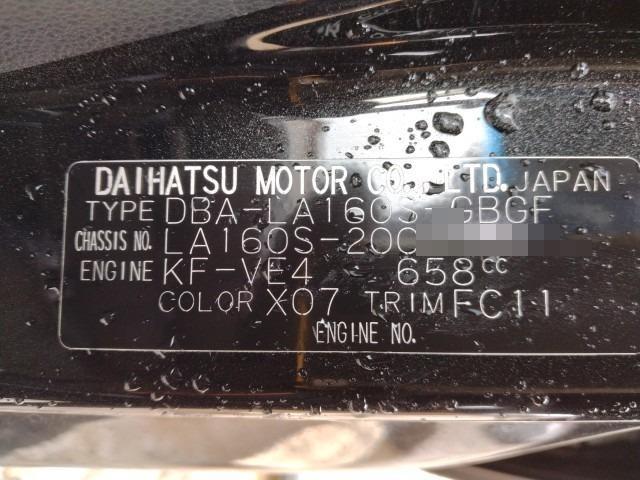 DAIHATSU MOTOR CO., LTD. JAPAN
TYPE DBA-LA160S-GBGF
CHASSIS NO. LA160S-200
ENGINE KF-VE4 658CC
COLOR X07 TRIM FC11
ENGINE NO.